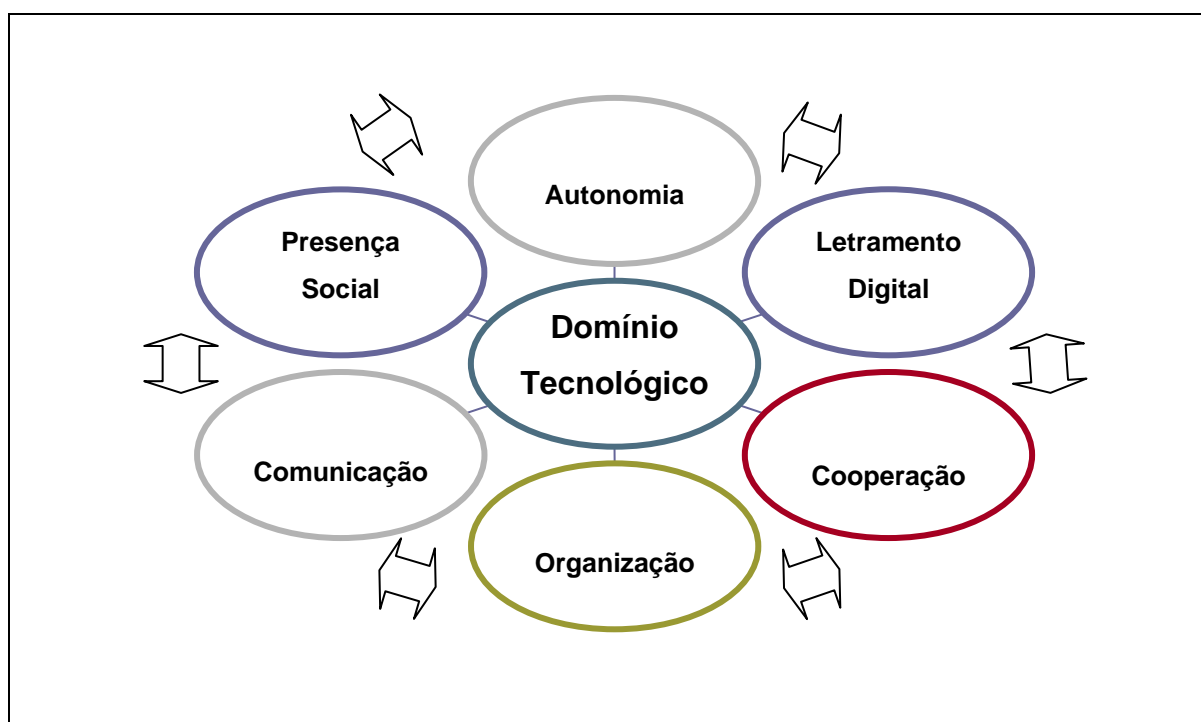 Autonomia
Presença
Social
Letramento
Digital
Domínio
Tecnológico
Comunicação
Cooperação
Organização